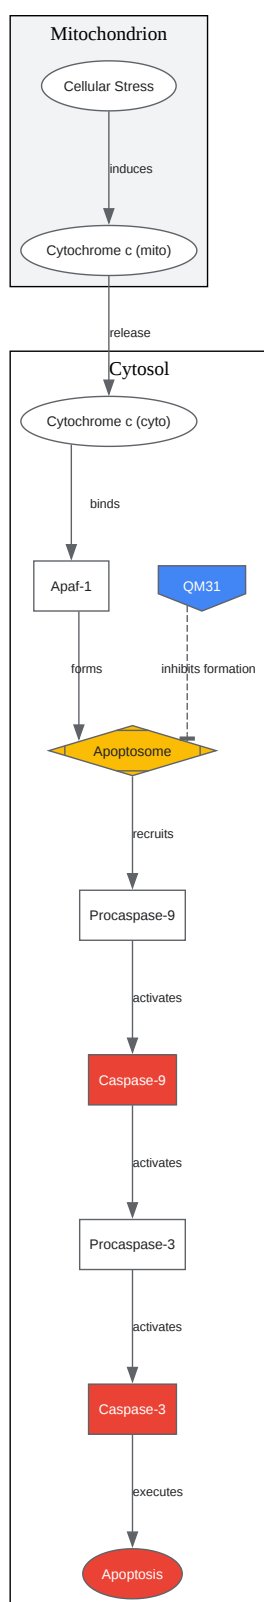 Mitochondrion
Cellular Stress
induces
Cytochrome c (mito)
release
Cytosol
Cytochrome c (cyto)
binds
Apaf-1
QM31
forms
inhibits formation
Apoptosome
recruits
Procaspase-9
activates
Caspase-9
activates
Procaspase-3
activates
Caspase-3
executes
Apoptosis